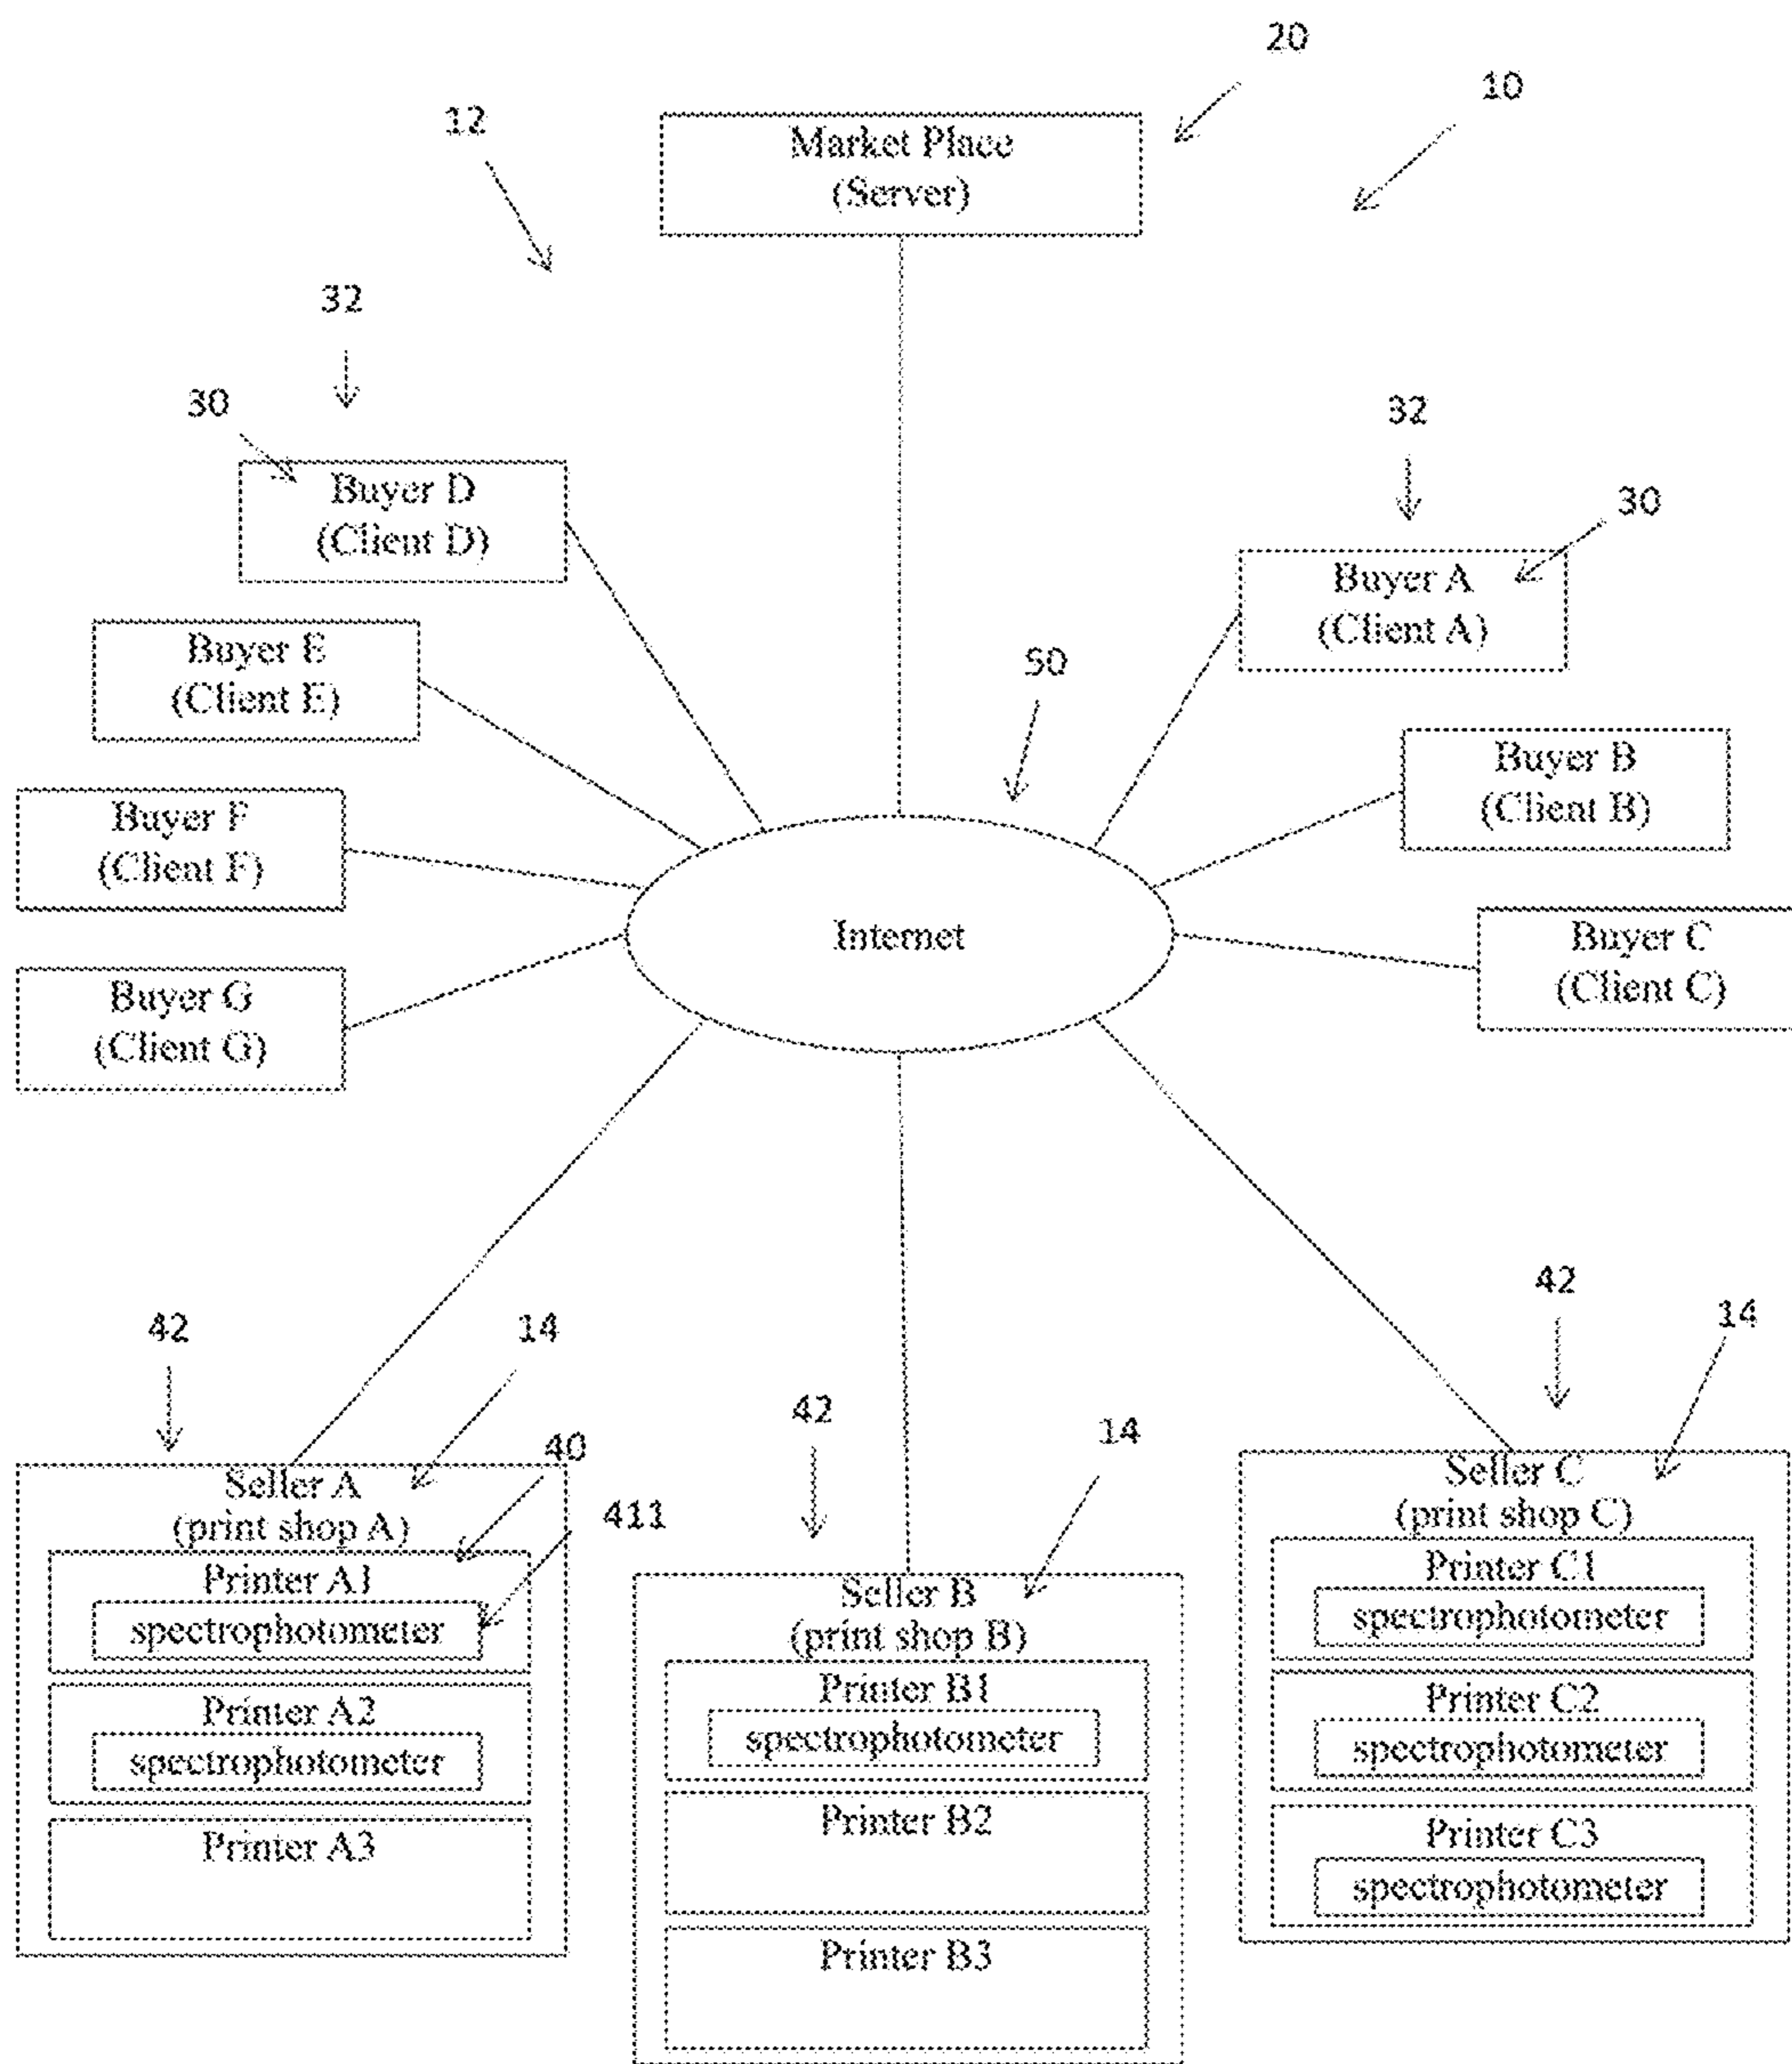 20
10
12
Market Place
(Server)
32
30
Buyer D
(Client D)
32
30
Buyer A
(Client A)
Buyer E
(Client E)
50
Buyer B
(Client B)
Buyer F
(Client F)
Internet
Buyer C
(Client C)
Buyer G
(Client G)
42
14
42
14
42
14
40
411
Seller A
(print shop A)
Printer A1
spectrophotometer
Printer A2
spectrophotometer
Printer A3
Seller B
(print shop B)
Printer B1
spectrophotometer
Printer B2
Printer B3
Seller C
(print shop C)
Printer C1
spectrophotometer
Printer C2
spectrophotometer
Printer C3
spectrophotometer